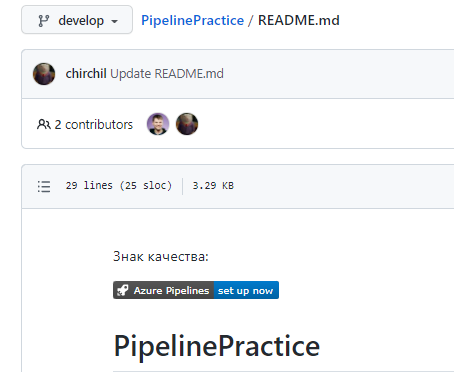 develop PipelinePractice / README.md
chirchil Update README.md
2 contributors
29 lines (25 sloc) 3.29 KB
Знак качества:
Azure Pipelines set up now
PipelinePractice